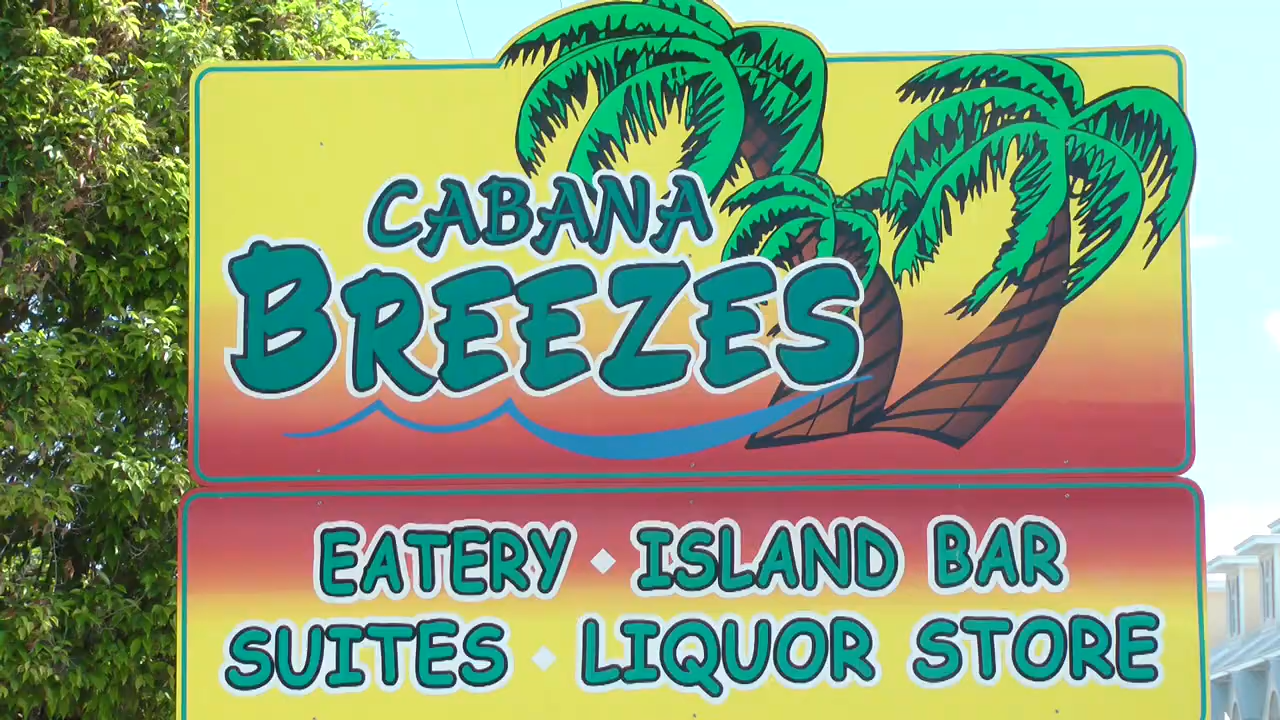 CABANA
BREEZES
EATERY ⬥ ISLAND BAR
SUITES ⬥ LIQUOR STORE